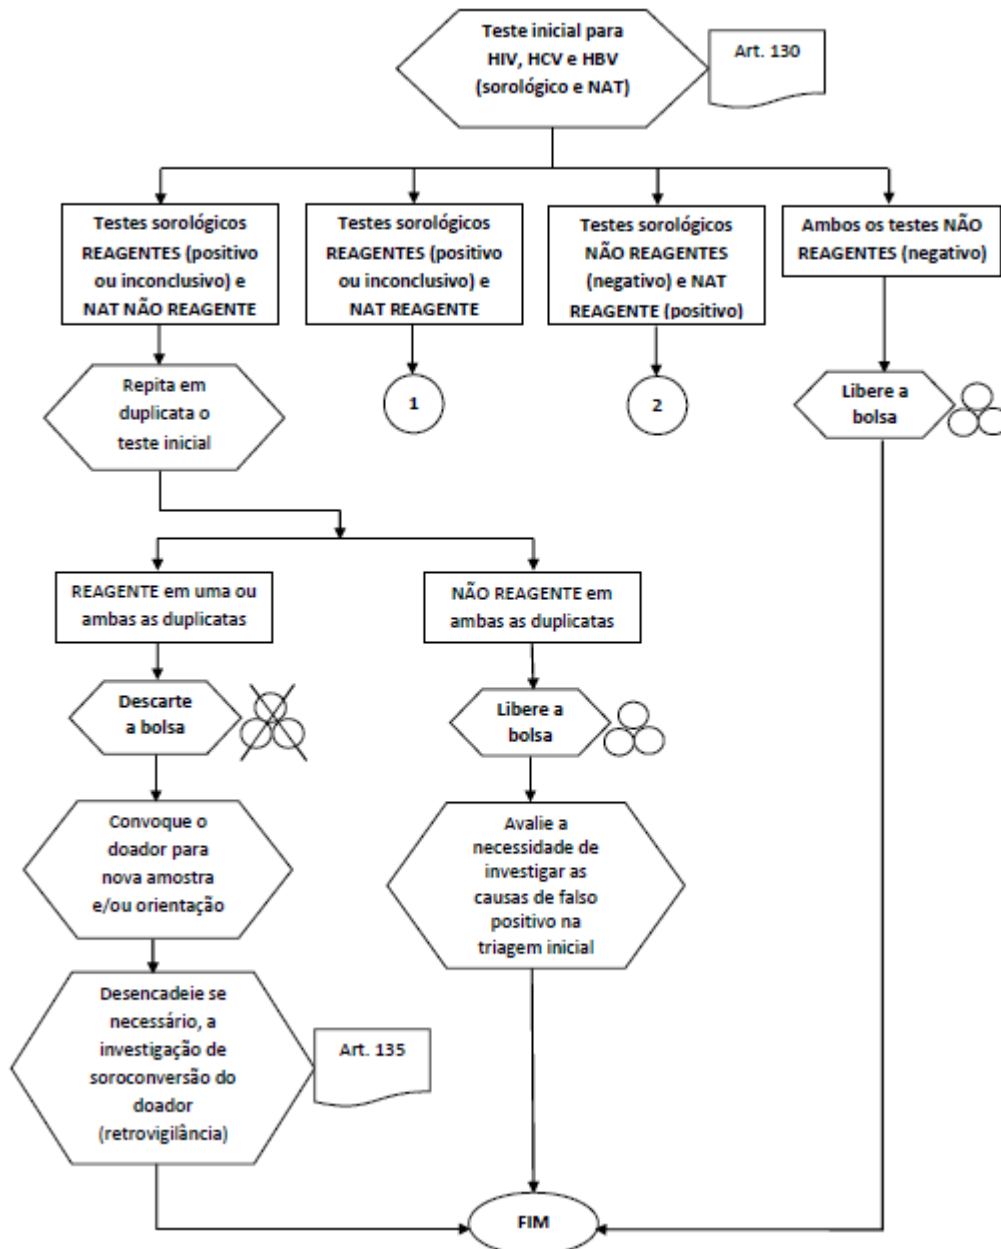 Teste inicial para
HIV, HCV e HBV
(sorológico e NAT)
Art. 130
Testes sorológicos
REAGENTES (positivo
ou inconclusivo) e
NAT NÃO REAGENTE
Testes sorológicos
REAGENTES (positivo
ou inconclusivo) e
NAT REAGENTE
Testes sorológicos
NÃO REAGENTES
(negativo) e NAT
REAGENTE (positivo)
Ambos os testes NÃO
REAGENTES (negativo)
Repita em
duplicata o
teste inicial
1
2
Libere a
bolsa
REAGENTE em uma ou
ambas as duplicatas
NÃO REAGENTE em
ambas as duplicatas
Descarte
a bolsa
Libere a
bolsa
Convoque o
doador para
nova amostra
e/ou orientação
Avalie a
necessidade de
investigar as
causas de falso
positivo na
triagem inicial
Desencadeie se
necessário, a
investigação de
soroconversão do
doador
(retrovigilância)
Art. 135
FIM